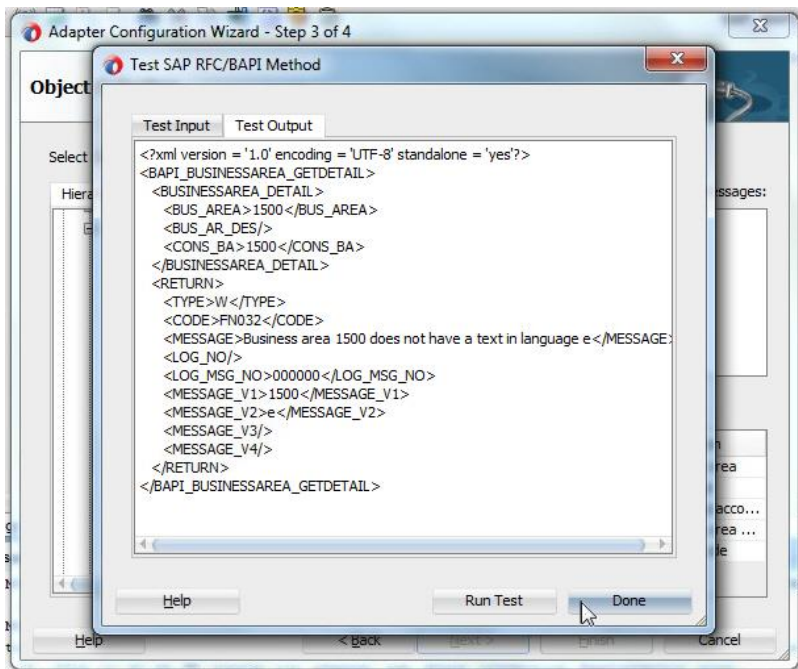 Adapter Configuration Wizard - Step 3 of 4
Test SAP RFC/BAPI Method
Object
Test Input Test Output
Select
Hiera
ssages:
<?xml version = '1.0' encoding = 'UTF-8' standalone = 'yes'?>
<BAPI_BUSINESSAREA_GETDETAIL>
<BUSINESSAREA_DETAIL>
<BUS_AREA>1500</BUS_AREA>
<BUS_AR_DES/>
<CONS_BA>1500</CONS_BA>
</BUSINESSAREA_DETAIL>
<RETURN>
<TYPE>W</TYPE>
<CODE>FN032</CODE>
<MESSAGE>Business area 1500 does not have a text in language e</MESSAGE>
<LOG_NO/>
<LOG_MSG_NO>000000</LOG_MSG_NO>
<MESSAGE_V1>1500</MESSAGE_V1>
<MESSAGE_V2>e</MESSAGE_V2>
<MESSAGE_V3/>
<MESSAGE_V4/>
</RETURN>
</BAPI_BUSINESSAREA_GETDETAIL>
n
rea
acco...
rea ...
de
Help Run Test Done
Help < Back Next > Finish Cancel